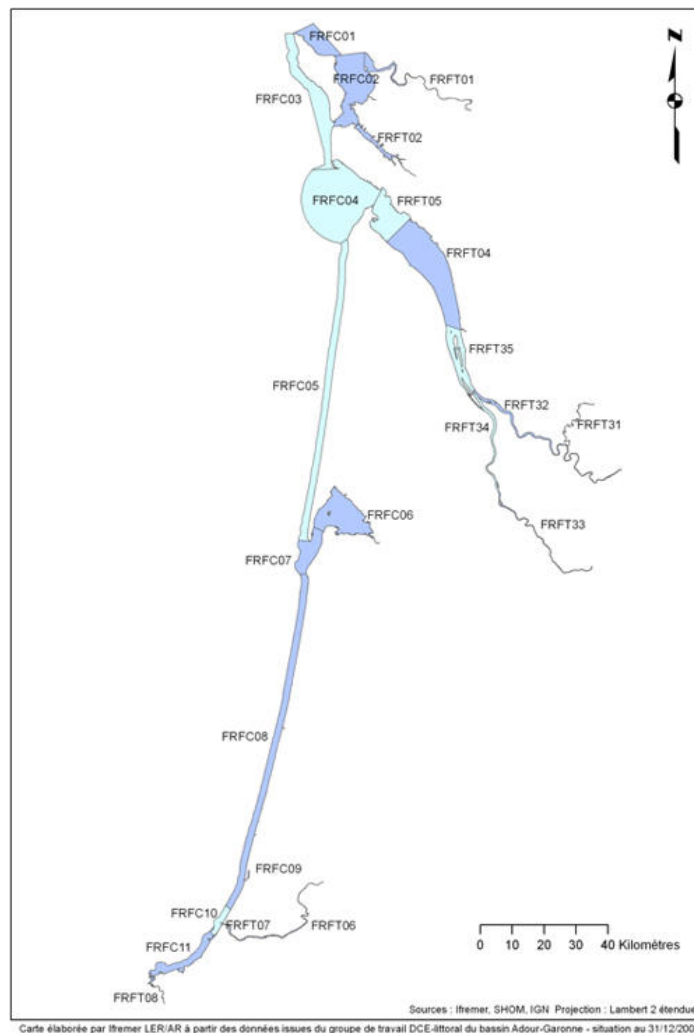 FRFC01
N
FRFC02
FRFT01
FRFC03
FRFT02
FRFC04
FRFT05
FRFT04
FRFT35
FRFC05
FRFT32
FRFT34
FRFT31
FRFC06
FRFT33
FRFC07
FRFC08
FRFC09
FRFC10
FRFT07
FRFT06
FRFC11
0 10 20 30 40 Kilomètres
FRFT08
Sources : Ifremer, SHOM, IGN Projection : Lambert 2 étendu
Carte élaborée par Ifremer LER/AR à partir des données issues du groupe de travail DCE-littoral du bassin Adour-Garonne - situation au 31/12/200